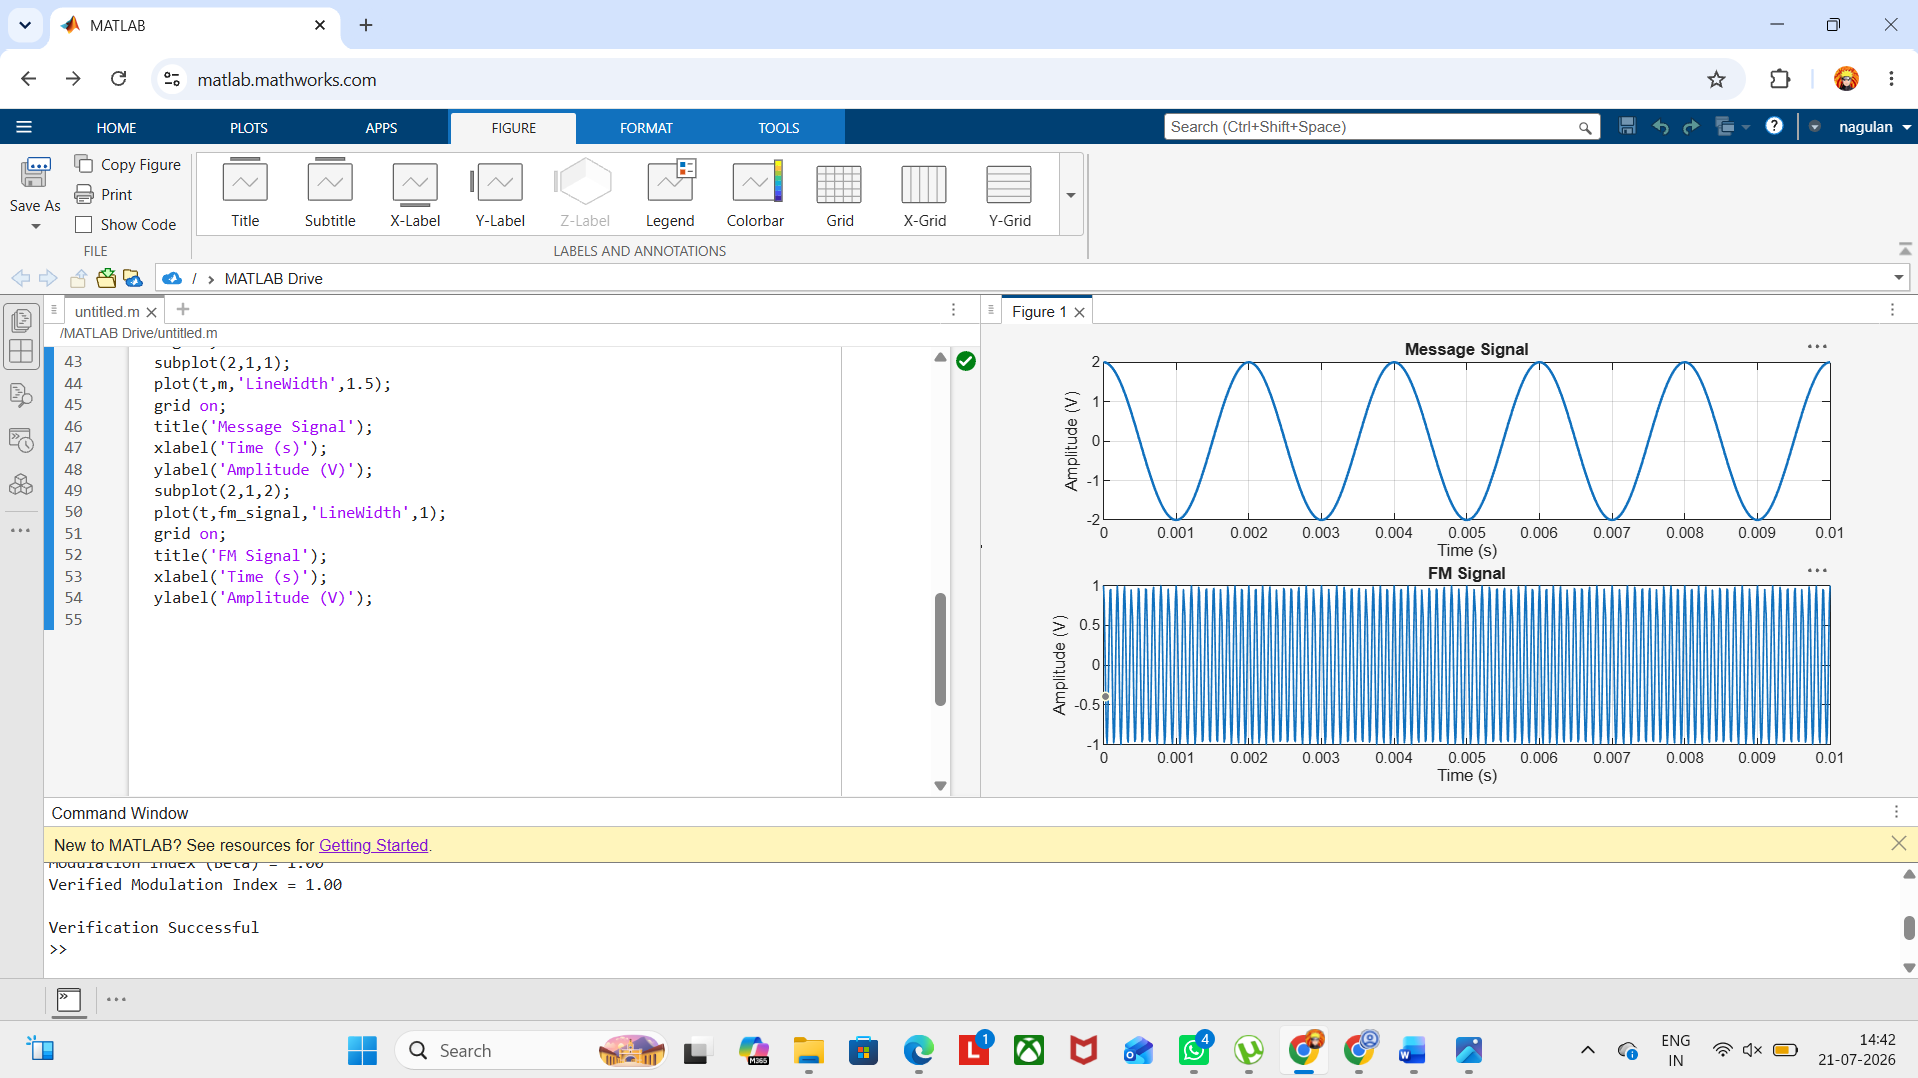 MATLAB
matlab.mathworks.com
HOME PLOTS APPS FIGURE FORMAT TOOLS
Search (Ctrl+Shift+Space)
nagulan
Save As
Copy Figure
Print
Show Code
FILE
Title Subtitle X-Label Y-Label Z-Label Legend Colorbar Grid X-Grid Y-Grid
LABELS AND ANNOTATIONS
/ › MATLAB Drive
untitled.m
/MATLAB Drive/untitled.m
43 subplot(2,1,1);
44 plot(t,m,'LineWidth',1.5);
45 grid on;
46 title('Message Signal');
47 xlabel('Time (s)');
48 ylabel('Amplitude (V)');
49 subplot(2,1,2);
50 plot(t,fm_signal,'LineWidth',1);
51 grid on;
52 title('FM Signal');
53 xlabel('Time (s)');
54 ylabel('Amplitude (V)');
55
Figure 1
Message Signal
Amplitude (V)
2
1
0
-1
-2
0 0.001 0.002 0.003 0.004 0.005 0.006 0.007 0.008 0.009 0.01
Time (s)
FM Signal
Amplitude (V)
1
0.5
0
-0.5
-1
0 0.001 0.002 0.003 0.004 0.005 0.006 0.007 0.008 0.009 0.01
Time (s)
Command Window
New to MATLAB? See resources for Getting Started.
Modulation Index (Beta) = 1.00
Verified Modulation Index = 1.00
Verification Successful
>>
Search
M365
L
1
4
W
ENG
IN
14:42
21-07-2026